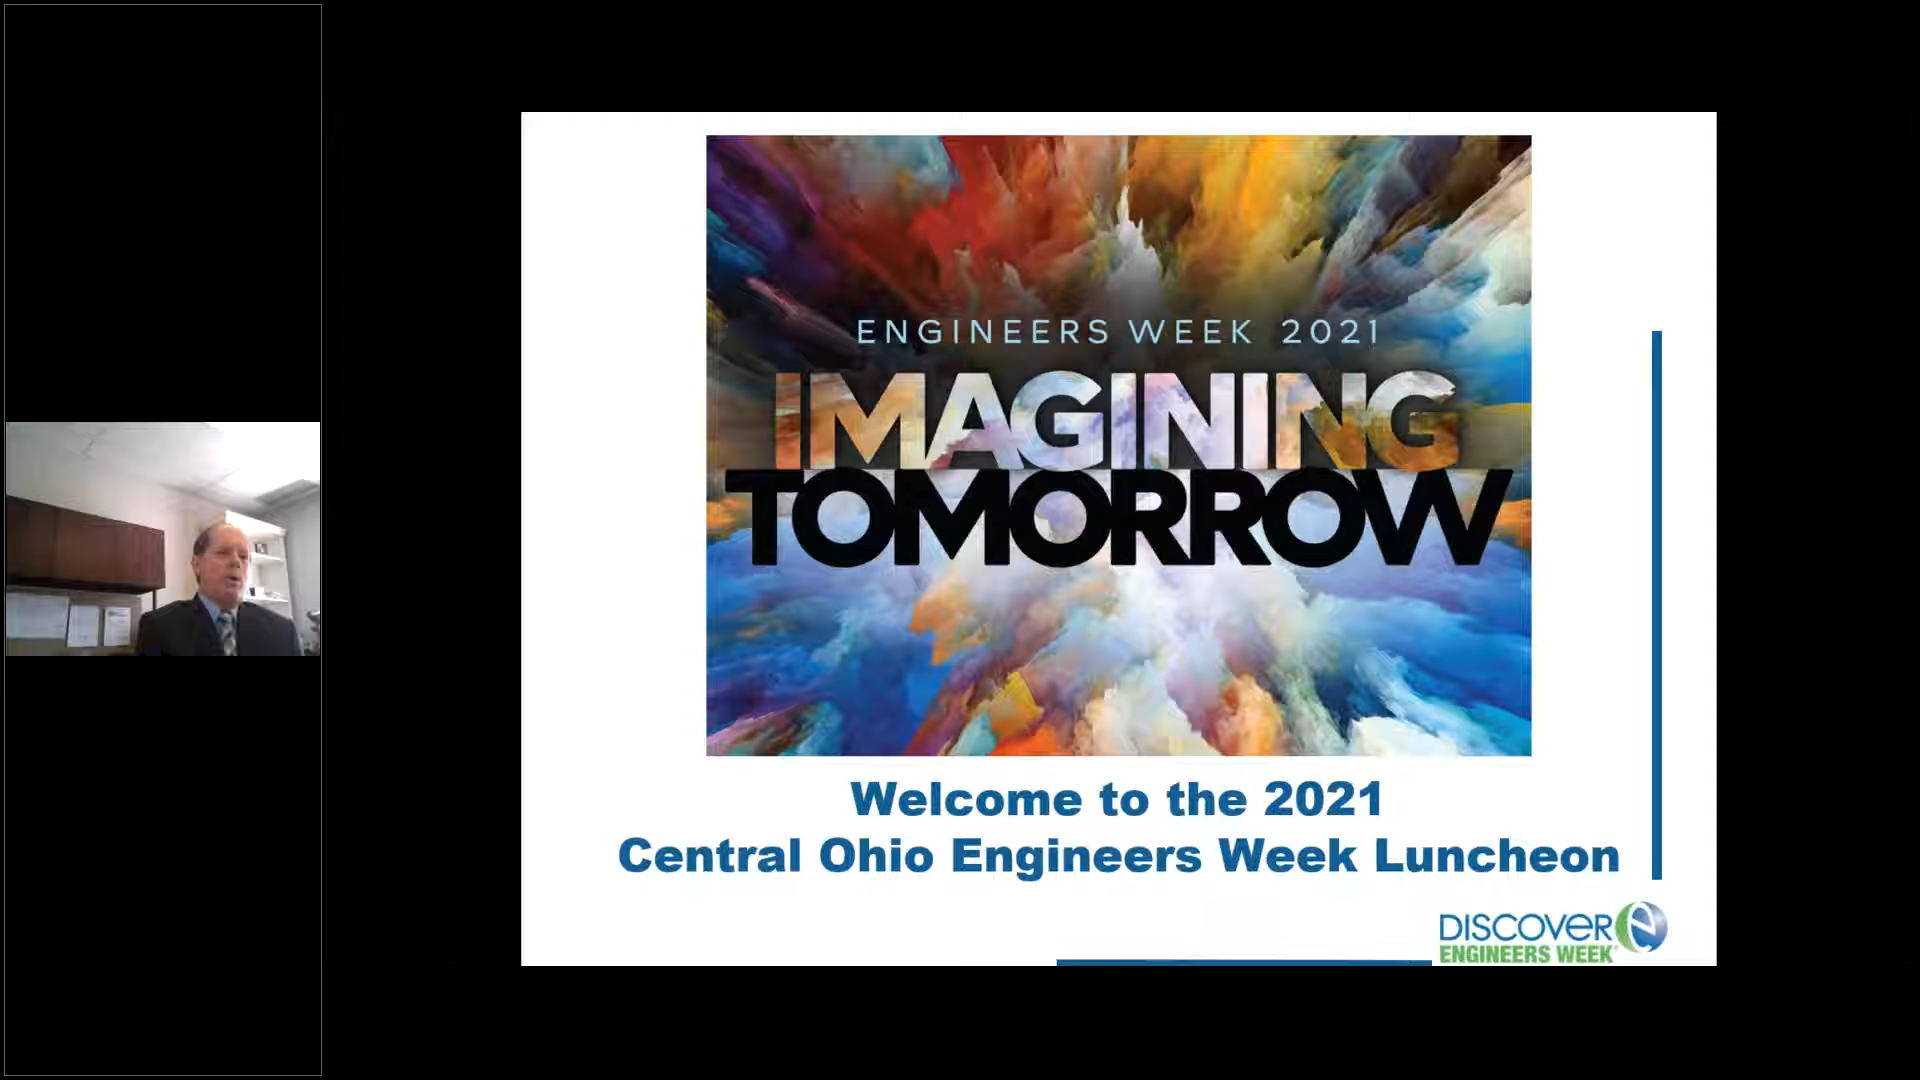 ENGINEERS WEEK 2021
IMAGINING
TOMORROW
Welcome to the 2021
Central Ohio Engineers Week Luncheon
DISCOVER e
ENGINEERS WEEK